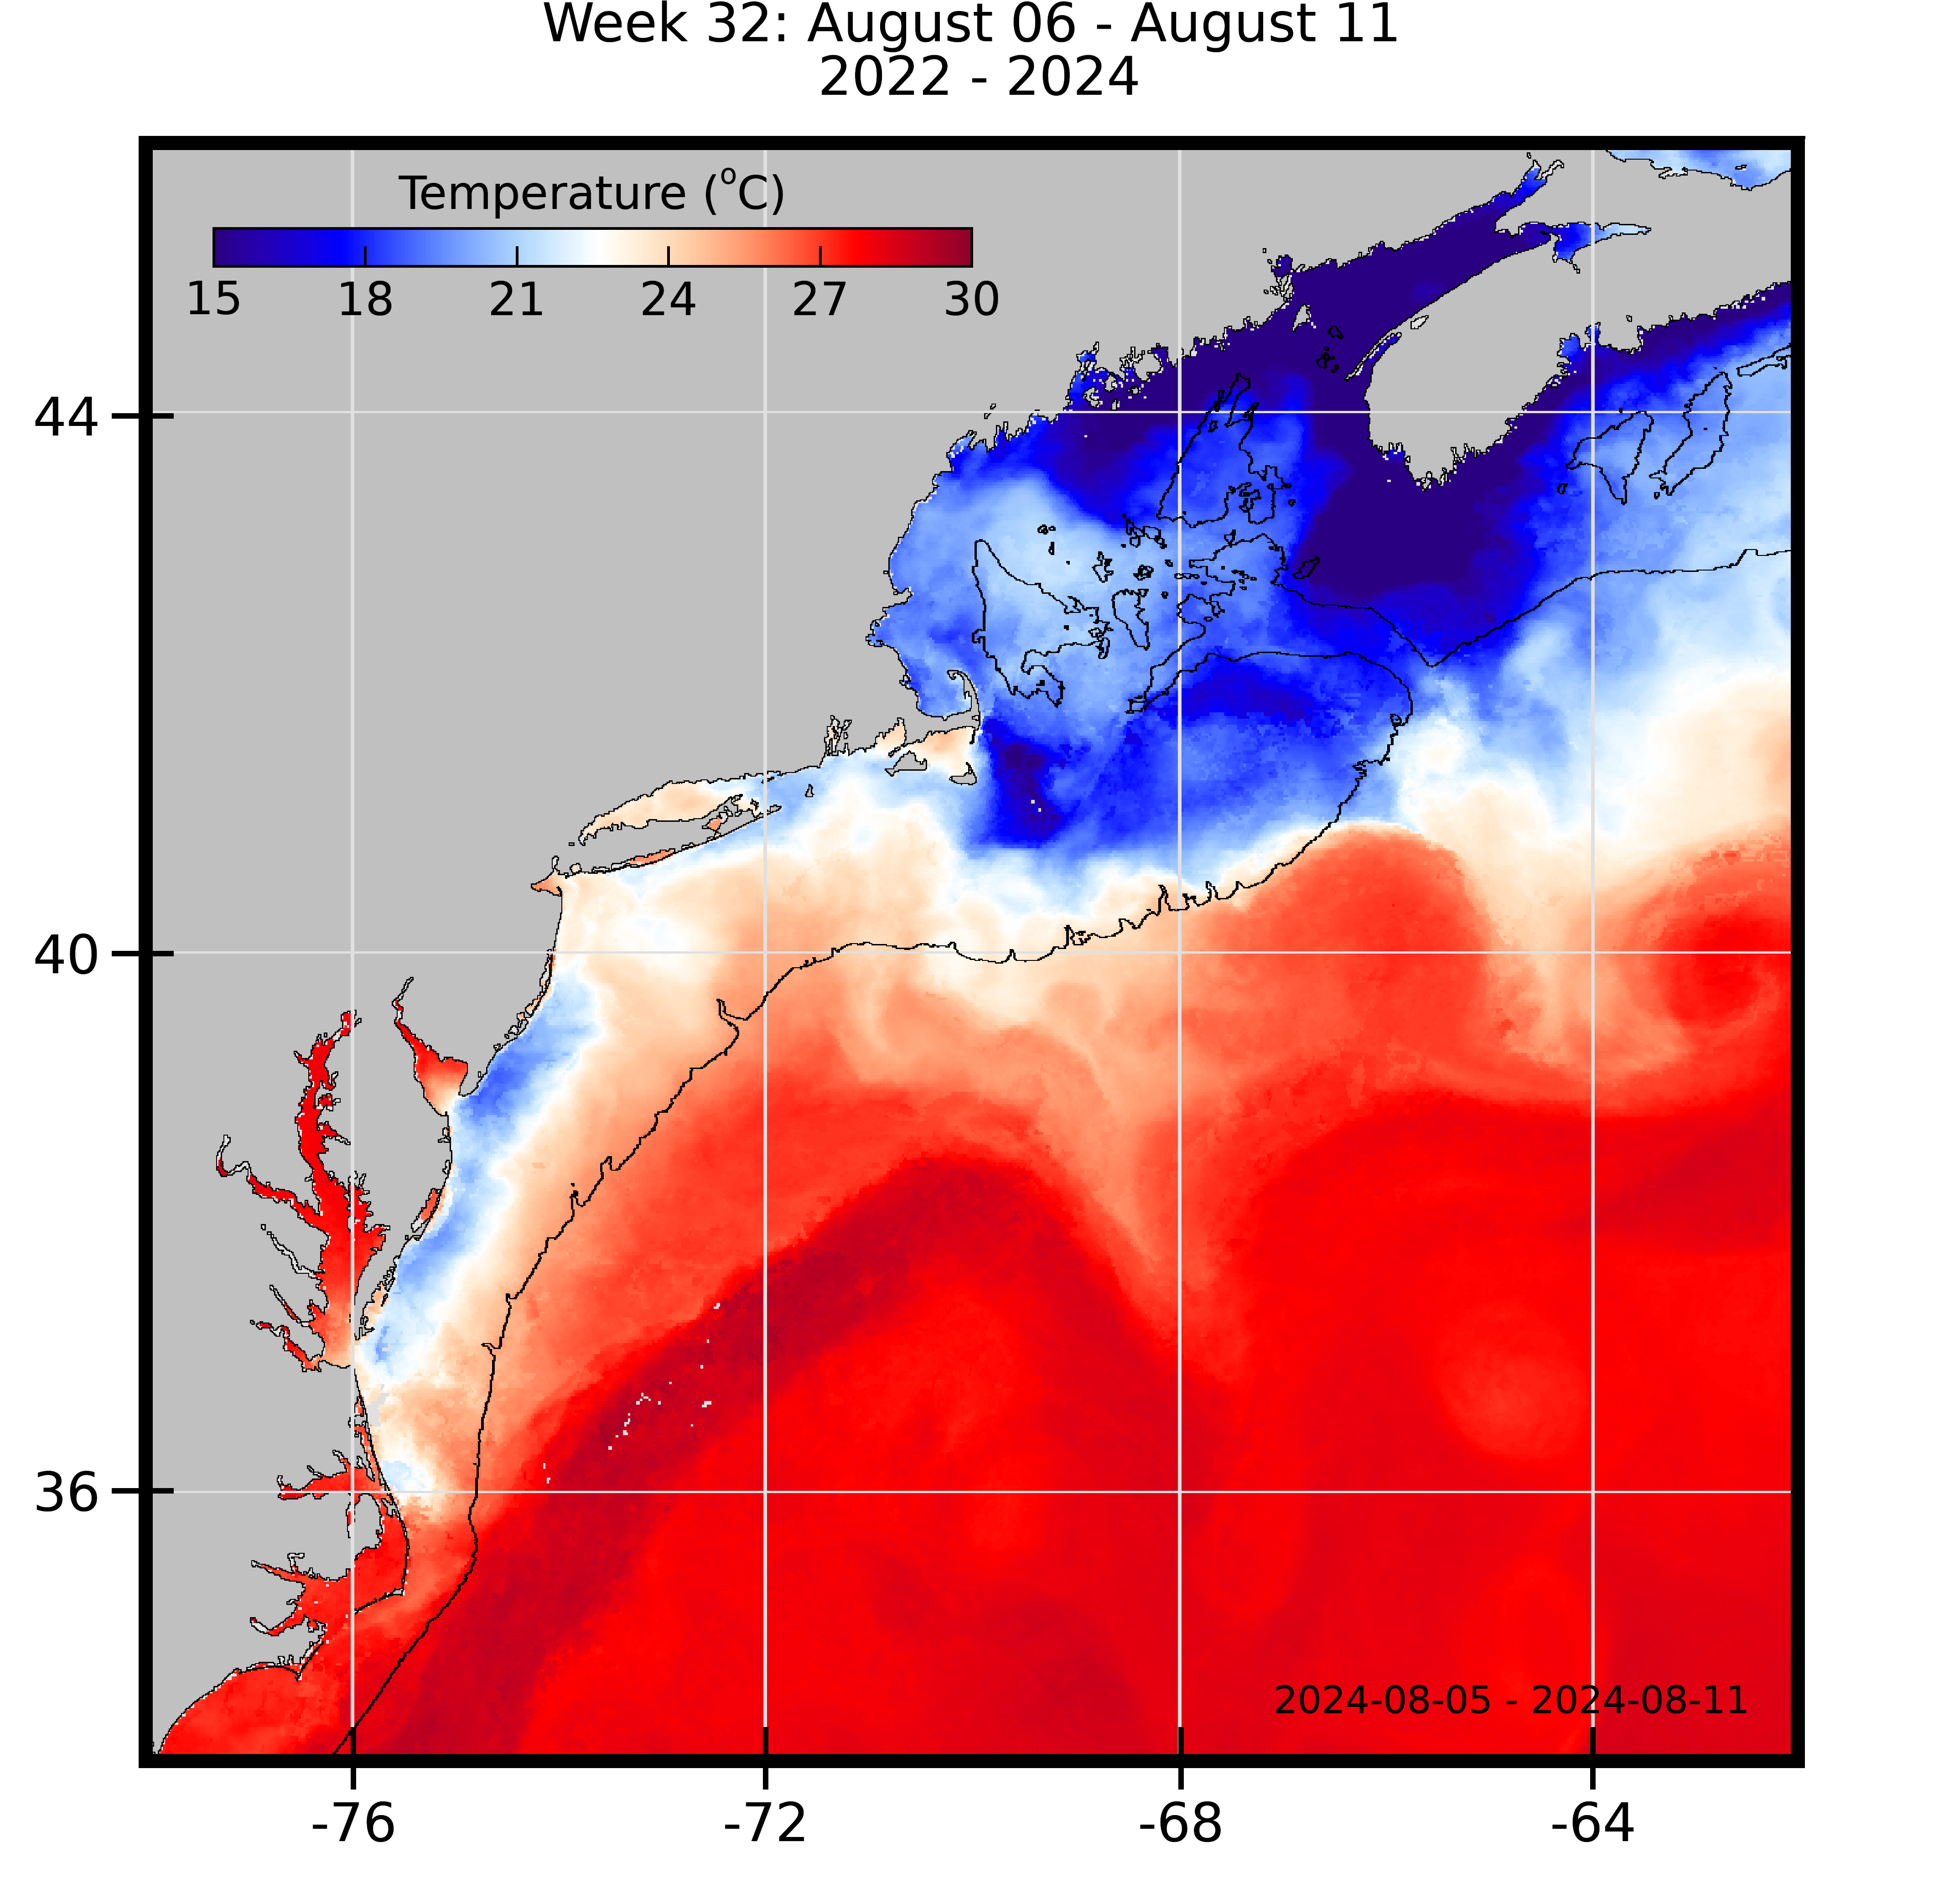 Week 32: August 06 - August 11
2022 - 2024
Temperature (°C)
15 18 21 24 27 30
44
40
36
2024-08-05 - 2024-08-11
-76 -72 -68 -64